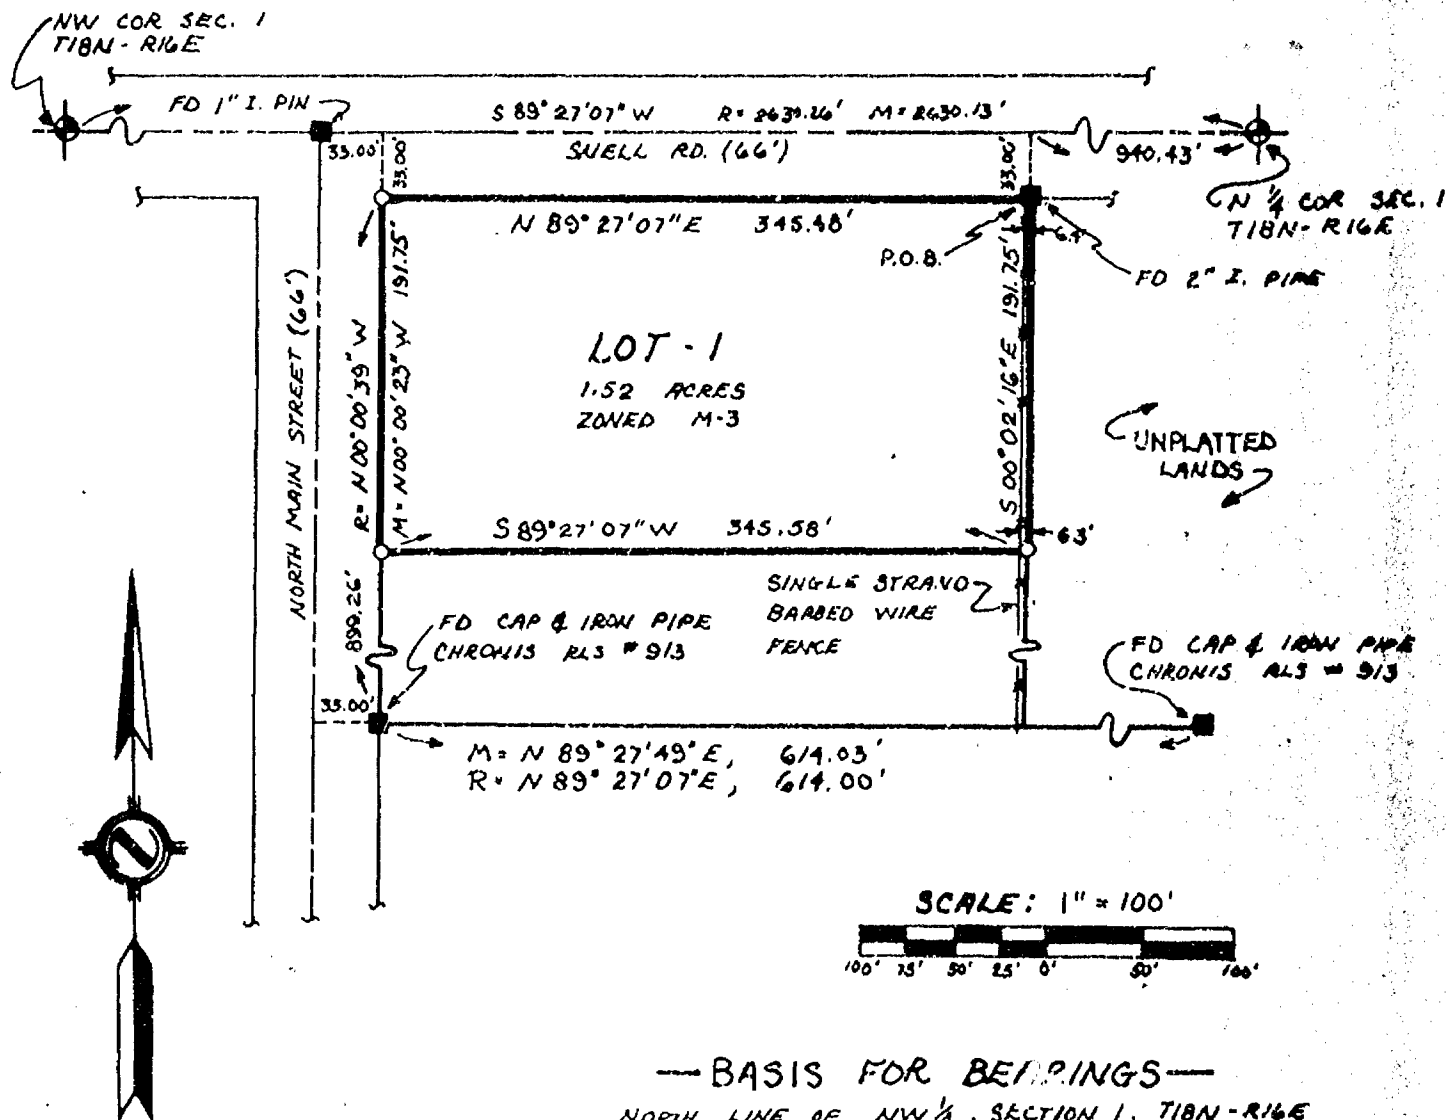 NW COR SEC. 1
T18N - R16E
FD 1" I. PIN
S 89° 27' 07" W R = 2630.26' M = 2630.13'
SNELL RD. (66')
33.00'
33.00'
33.00'
940.43'
N 1/4 COR SEC. 1
T18N - R16E
N 89° 27' 07" E 345.48'
P.O.B.
FD 2" I. PIPE
NORTH MAIN STREET (66')
R = N 00° 00' 39" W
M = N 00° 00' 23" W 191.75'
LOT - 1
1.52 ACRES
ZONED M-3
S 00° 02' 16" E 191.75'
UNPLATTED
LANDS
S 89° 27' 07" W 345.58'
63'
899.26'
SINGLE STRAND
BARBED WIRE
FENCE
FD CAP & IRON PIPE
CHRONIS RLS # 913
FD CAP & IRON PIPE
CHRONIS RLS # 913
33.00'
M = N 89° 27' 49" E, 614.03'
R = N 89° 27' 07" E, 614.00'
N
SCALE: 1" = 100'
100' 75' 50' 25' 0' 50' 100'
— BASIS FOR BEARINGS —
NORTH LINE OF NW 1/4, SECTION 1, T18N - R16E